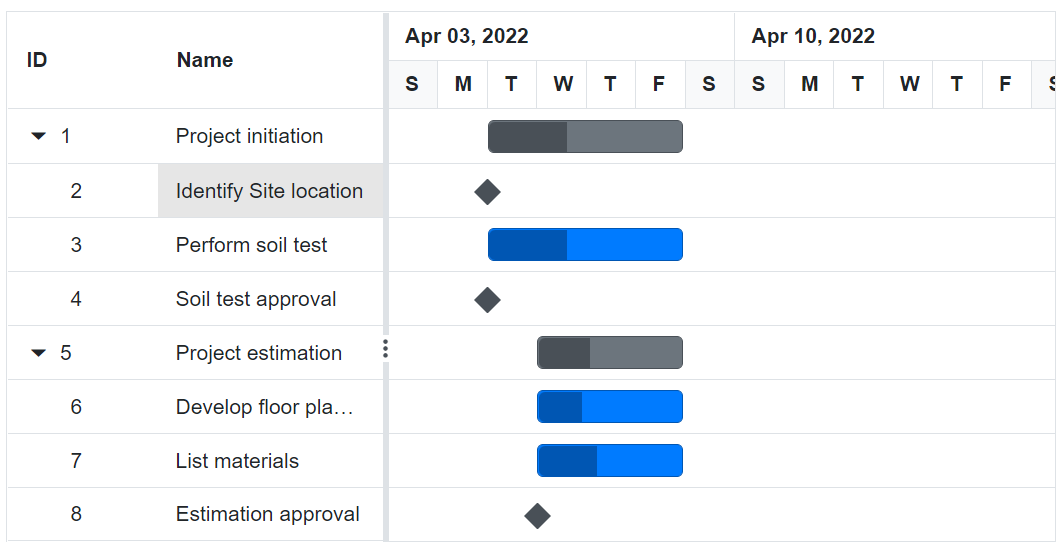 ID Name Apr 03, 2022 Apr 10, 2022
S M T W T F S S M T W T F S
1 Project initiation
2 Identify Site location
3 Perform soil test
4 Soil test approval
5 Project estimation
6 Develop floor pla…
7 List materials
8 Estimation approval